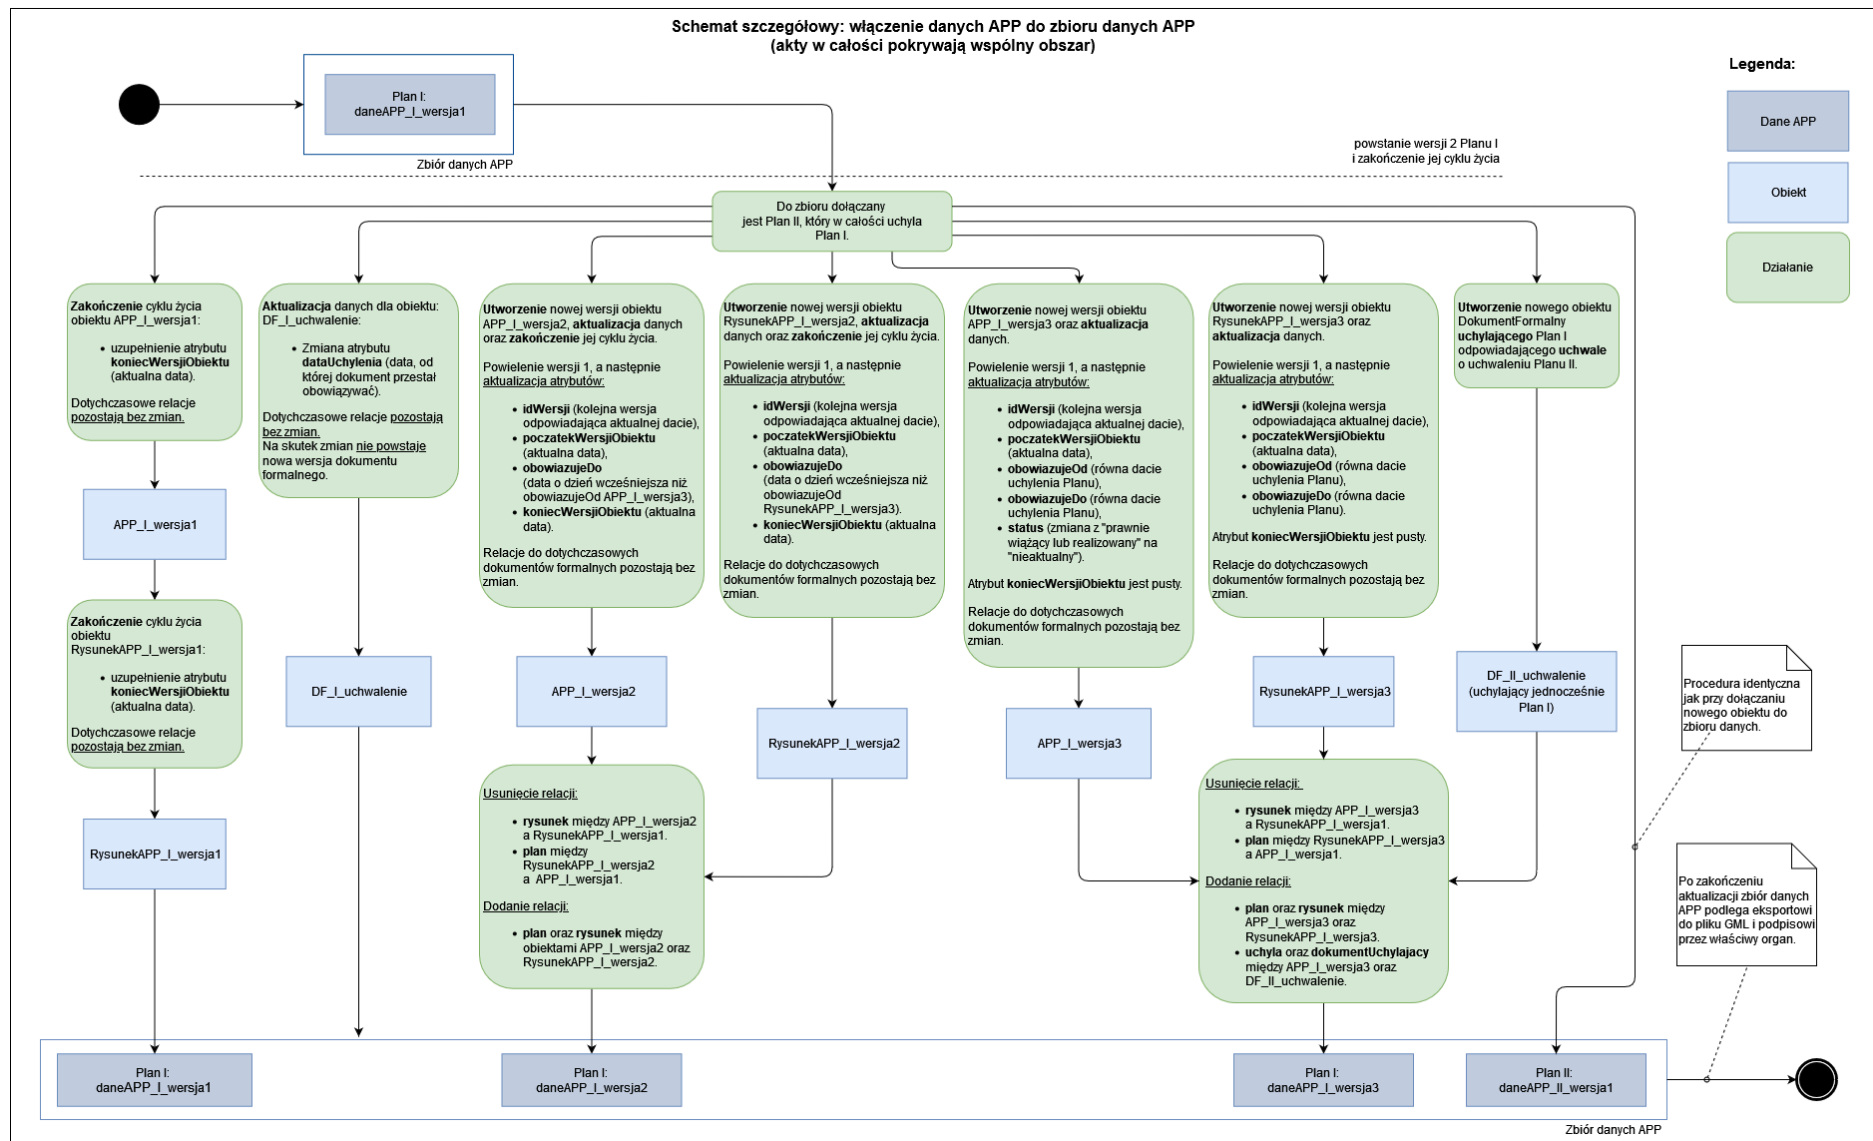 Schemat szczegółowy: włączenie danych APP do zbioru danych APP
(akty w całości pokrywają wspólny obszar)
Legenda:
Dane APP
Obiekt
Działanie
Plan I:
daneAPP_I_wersja1
Zbiór danych APP
powstanie wersji 2 Planu I
i zakończenie jej cyklu życia
Do zbioru dołączany
jest Plan II, który w całości uchyla
Plan I.
Zakończenie cyklu życia
obiektu APP_I_wersja1:
• uzupełnienie atrybutu
koniecWersjiObiektu
(aktualna data).
Dotychczasowe relacje
pozostają bez zmian.
APP_I_wersja1
Zakończenie cyklu życia
obiektu
RysunekAPP_I_wersja1:
• uzupełnienie atrybutu
koniecWersjiObiektu
(aktualna data).
Dotychczasowe relacje
pozostają bez zmian.
RysunekAPP_I_wersja1
Aktualizacja danych dla obiektu:
DF_I_uchwalenie:
• Zmiana atrybutu
dataUchylenia (data, od
której dokument przestał
obowiązywać).
Dotychczasowe relacje pozostają
bez zmian.
Na skutek zmian nie powstaje
nowa wersja dokumentu
formalnego.
DF_I_uchwalenie
Utworzenie nowej wersji obiektu
APP_I_wersja2, aktualizacja danych
oraz zakończenie jej cyklu życia.
Powielenie wersji 1, a następnie
aktualizacja atrybutów:
• idWersji (kolejna wersja
odpowiadająca aktualnej dacie),
• poczatekWersjiObiektu
(aktualna data),
• obowiazujeDo
(data o dzień wcześniejsza niż
obowiazujeOd APP_I_wersja3),
• koniecWersjiObiektu (aktualna
data).
Relacje do dotychczasowych
dokumentów formalnych pozostają bez
zmian.
APP_I_wersja2
Usunięcie relacji:
• rysunek między APP_I_wersja2
a RysunekAPP_I_wersja1.
• plan między
RysunekAPP_I_wersja2
a APP_I_wersja1.
Dodanie relacji:
• plan oraz rysunek między
obiektami APP_I_wersja2 oraz
RysunekAPP_I_wersja2.
Utworzenie nowej wersji obiektu
RysunekAPP_I_wersja2, aktualizacja
danych oraz zakończenie jej cyklu życia.
Powielenie wersji 1, a następnie
aktualizacja atrybutów:
• idWersji (kolejna wersja
odpowiadająca aktualnej dacie),
• poczatekWersjiObiektu
(aktualna data),
• obowiazujeDo
(data o dzień wcześniejsza niż
obowiazujeOd
RysunekAPP_I_wersja3).
• koniecWersjiObiektu (aktualna
data).
Relacje do dotychczasowych
dokumentów formalnych pozostają bez
zmian.
RysunekAPP_I_wersja2
Utworzenie nowej wersji obiektu
APP_I_wersja3 oraz aktualizacja
danych.
Powielenie wersji 1, a następnie
aktualizacja atrybutów:
• idWersji (kolejna wersja
odpowiadająca aktualnej dacie),
• poczatekWersjiObiektu
(aktualna data),
• obowiazujeOd (równa dacie
uchylenia Planu),
• obowiazujeDo (równa dacie
uchylenia Planu),
• status (zmiana z "prawnie
wiążący lub realizowany" na
"nieaktualny").
Atrybut koniecWersjiObiektu jest pusty.
Relacje do dotychczasowych
dokumentów formalnych pozostają bez
zmian.
APP_I_wersja3
Utworzenie nowej wersji obiektu
RysunekAPP_I_wersja3 oraz
aktualizacja danych.
Powielenie wersji 1, a następnie
aktualizacja atrybutów:
• idWersji (kolejna wersja
odpowiadająca aktualnej dacie),
• poczatekWersjiObiektu
(aktualna data),
• obowiazujeOd (równa dacie
uchylenia Planu),
• obowiazujeDo (równa dacie
uchylenia Planu).
Atrybut koniecWersjiObiektu jest pusty.
Relacje do dotychczasowych
dokumentów formalnych pozostają bez
zmian.
RysunekAPP_I_wersja3
Usunięcie relacji:
• rysunek między APP_I_wersja3
a RysunekAPP_I_wersja1.
• plan między RysunekAPP_I_wersja3
a APP_I_wersja1.
Dodanie relacji:
• plan oraz rysunek między
APP_I_wersja3 oraz
RysunekAPP_I_wersja3.
• uchyla oraz dokumentUchylajacy
między APP_I_wersja3 oraz
DF_II_uchwalenie.
Utworzenie nowego obiektu
DokumentFormalny
uchylającego Plan I
odpowiadającego uchwale
o uchwaleniu Planu II.
DF_II_uchwalenie
(uchylający jednocześnie
Plan I)
Procedura identyczna
jak przy dołączaniu
nowego obiektu do
zbioru danych.
Po zakończeniu
aktualizacji zbiór danych
APP podlega eksportowi
do pliku GML i podpisowi
przez właściwy organ.
Plan I:
daneAPP_I_wersja1
Plan I:
daneAPP_I_wersja2
Plan I:
daneAPP_I_wersja3
Plan II:
daneAPP_II_wersja1
Zbiór danych APP